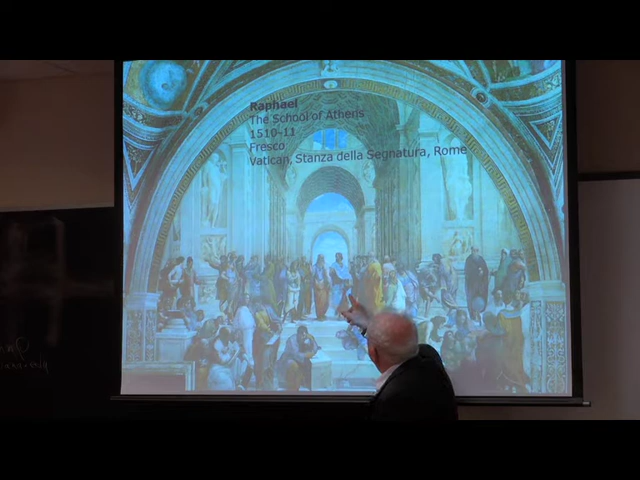 Raphael
The School of Athens
1510-11
Fresco
Vatican, Stanza della Segnatura, Rome